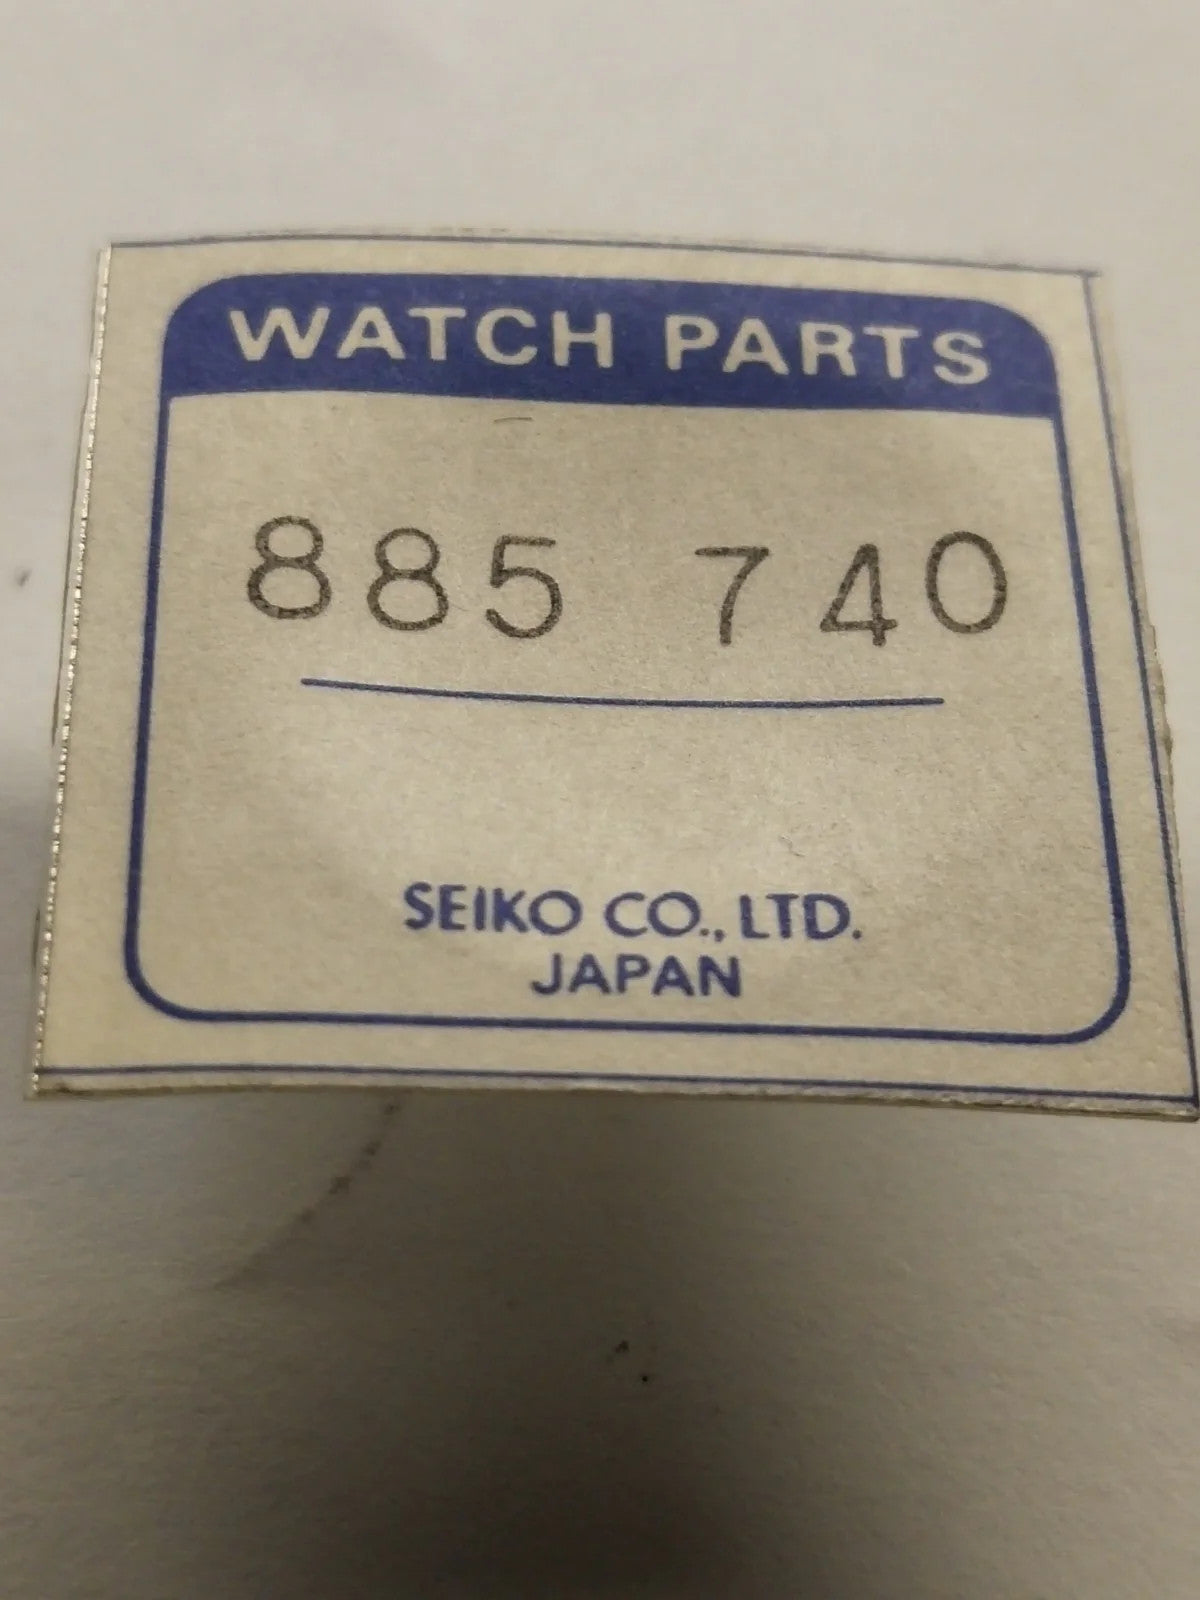 WATCH PARTS
885 740
SEIKO CO., LTD.
JAPAN